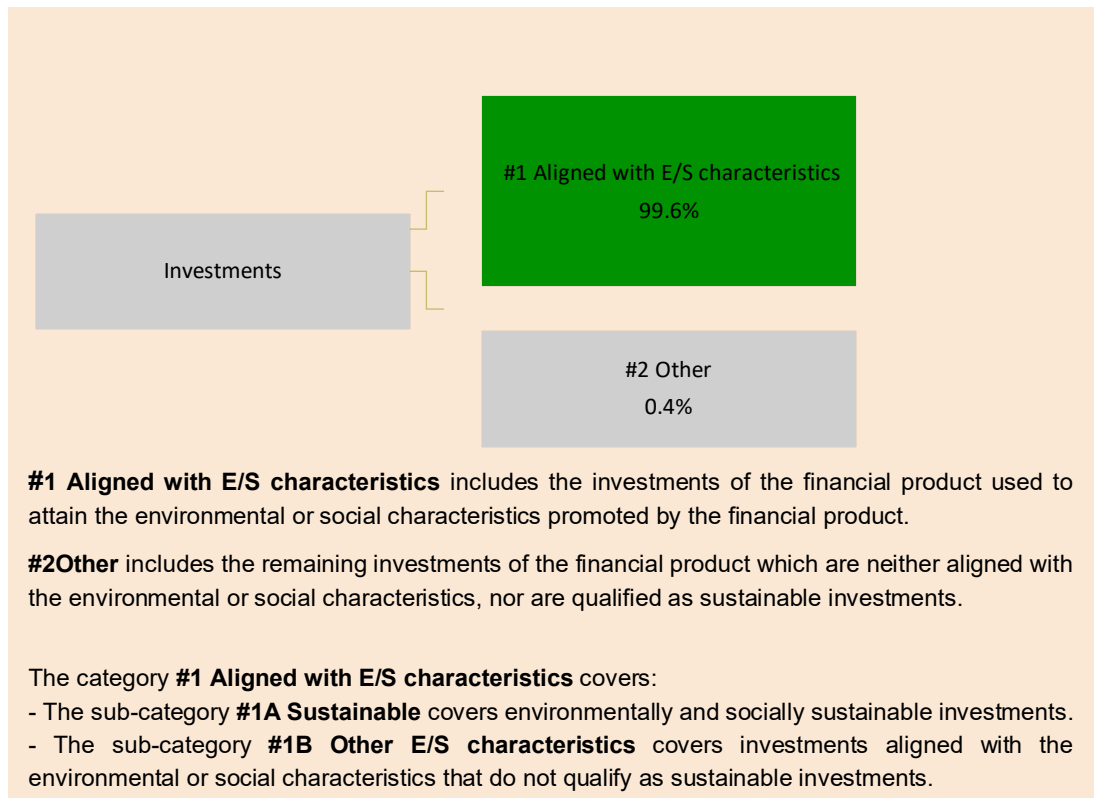 #1 Aligned with E/S characteristics
99.6%
Investments
#2 Other
0.4%
#1 Aligned with E/S characteristics includes the investments of the financial product used to
attain the environmental or social characteristics promoted by the financial product.
#2Other includes the remaining investments of the financial product which are neither aligned with
the environmental or social characteristics, nor are qualified as sustainable investments.
The category #1 Aligned with E/S characteristics covers:
- The sub-category #1A Sustainable covers environmentally and socially sustainable investments.
- The sub-category #1B Other E/S characteristics covers investments aligned with the
environmental or social characteristics that do not qualify as sustainable investments.